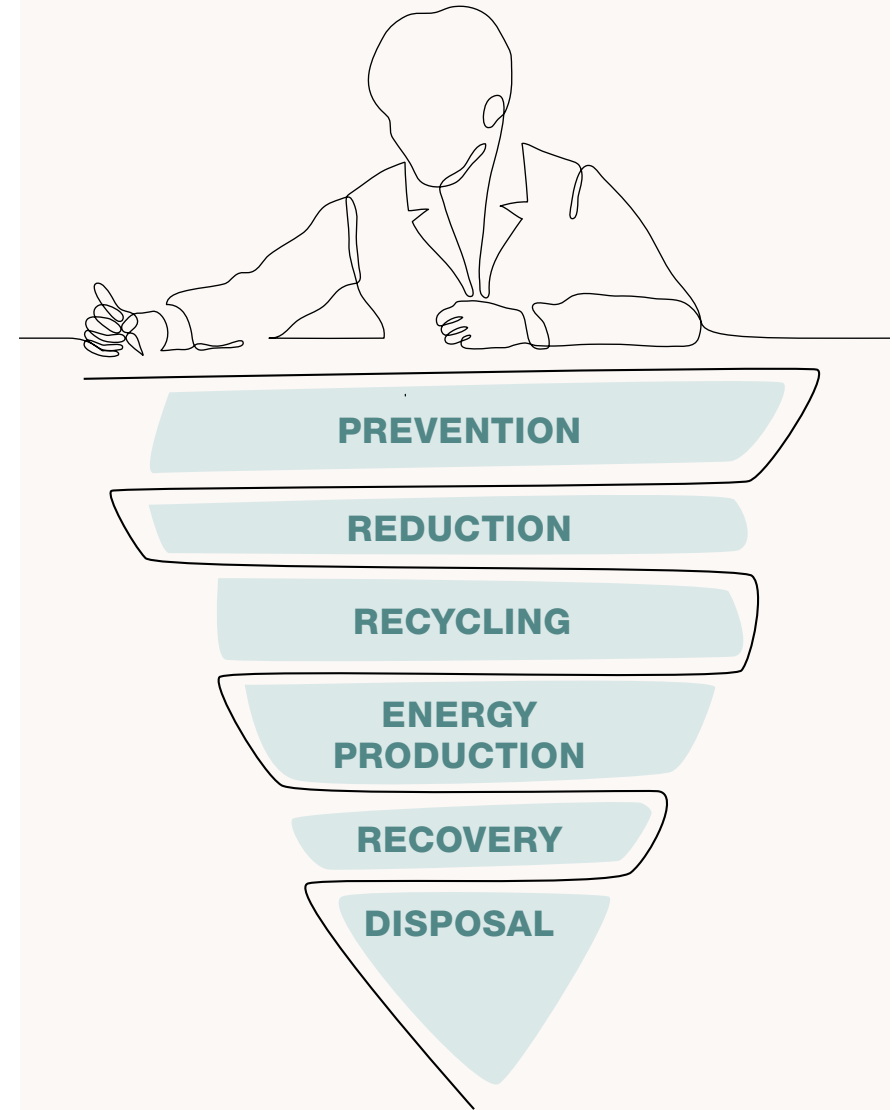 PREVENTION
REDUCTION
RECYCLING
ENERGY
PRODUCTION
RECOVERY
DISPOSAL